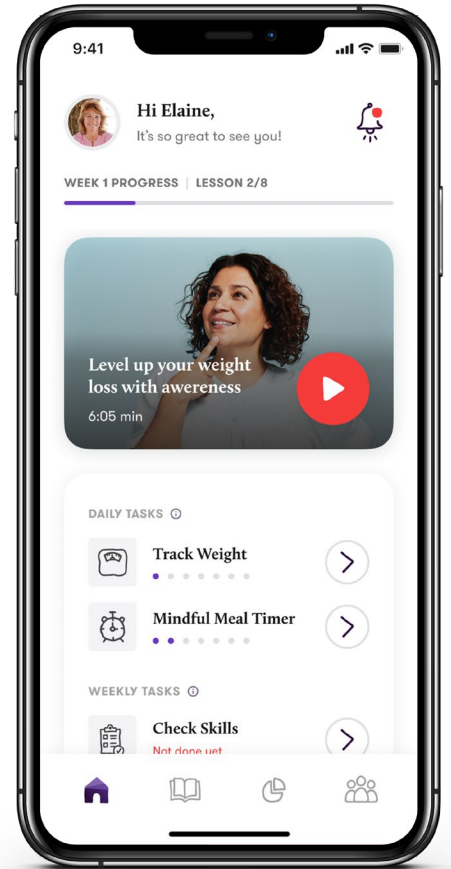 9:41
Hi Elaine,
It's so great to see you!
WEEK 1 PROGRESS | LESSON 2/8
Level up your weight
loss with awereness
6:05 min
DAILY TASKS
Track Weight
Mindful Meal Timer
WEEKLY TASKS
Check Skills
Not done yet